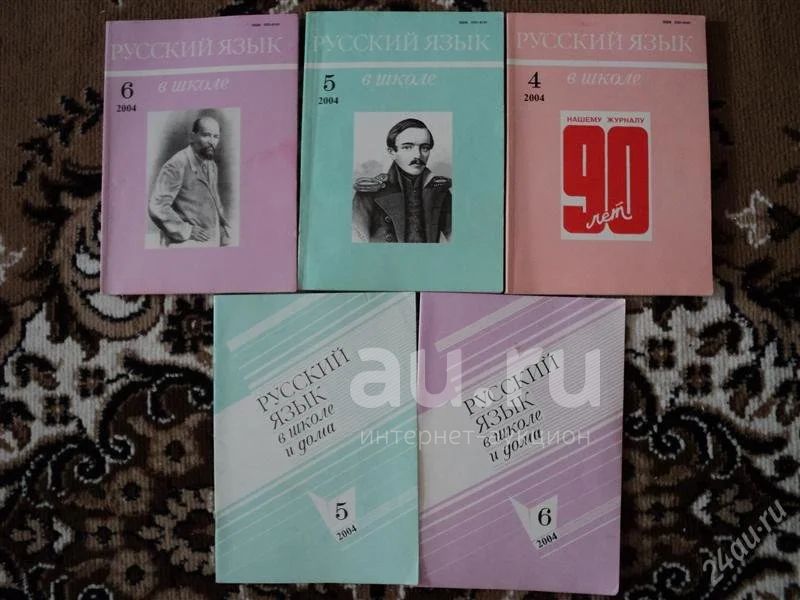 РУССКИЙ ЯЗЫК
в школе
6
2004
РУССКИЙ ЯЗЫК
в школе
5
2004
РУССКИЙ ЯЗЫК
в школе
4
2004
НАШЕМУ ЖУРНАЛУ
90
лет
РУССКИЙ
ЯЗЫК
в школе
и дома
5
2004
РУССКИЙ
ЯЗЫК
в школе
и дома
6
2004
au.ru
интернет-аукцион
24au.ru